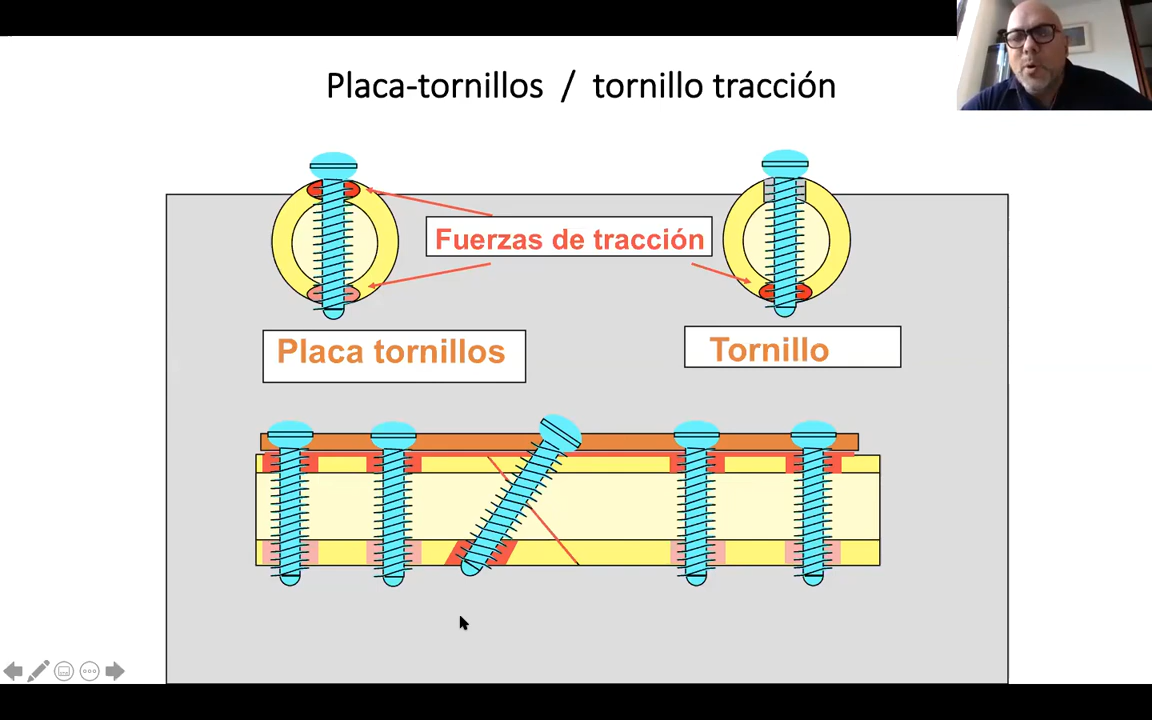 Placa-tornillos / tornillo tracción
Fuerzas de tracción
Placa tornillos
Tornillo